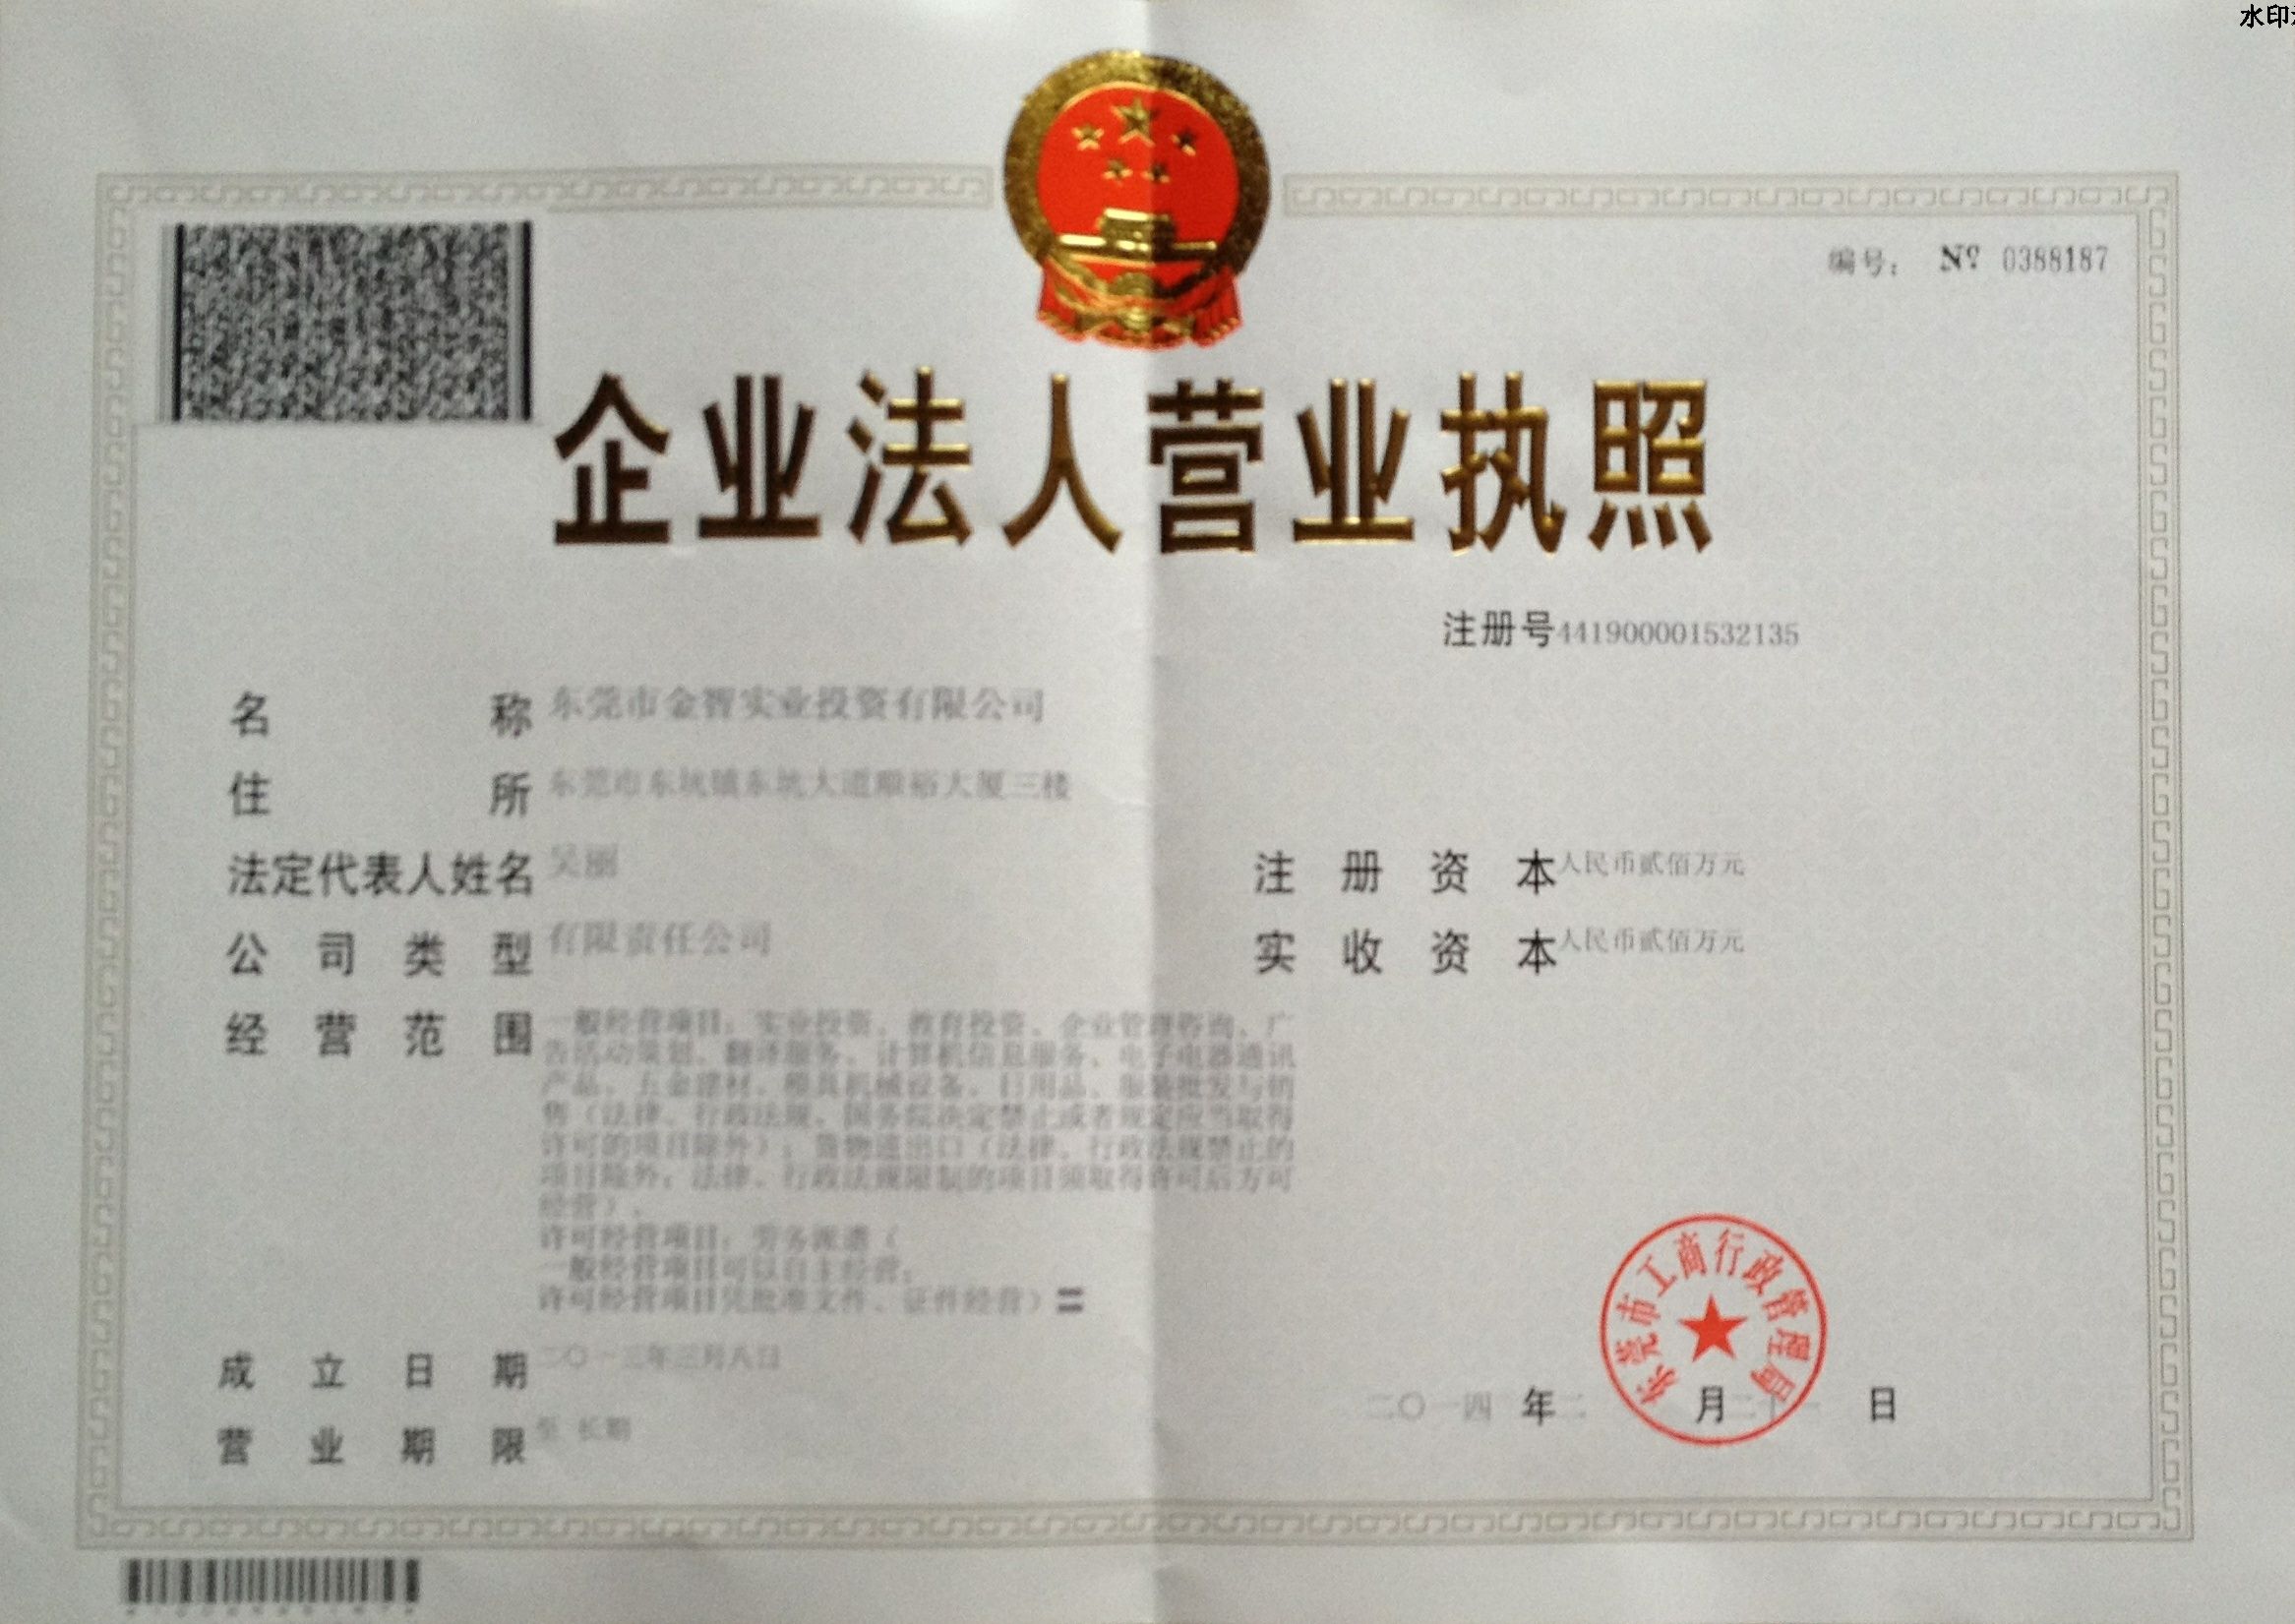 水印
编号： № 0388187
企业法人营业执照
注册号441900001532135
名称 东莞市金智实业投资有限公司
住所 东莞市东坑镇东坑大道顺裕大厦三楼
法定代表人姓名 吴丽
注册资本 人民币贰佰万元
公司类型 有限责任公司
实收资本 人民币贰佰万元
经营范围 一般经营项目：实业投资、教育投资、企业管理咨询、广
告活动策划、翻译服务、计算机信息服务、电子电器通讯
产品、五金建材、模具机械设备、日用品、服装批发与销
售（法律、行政法规、国务院决定禁止或者规定应当取得
许可的项目除外）；货物进出口（法律、行政法规禁止的
项目除外；法律、行政法规限制的项目须取得许可后方可
经营）。
许可经营项目：劳务派遣（
一般经营项目可以自主经营；
许可经营项目凭批准文件、证件经营）〓
成立日期 二〇一三年三月八日
营业期限 至 长期
东莞市工商行政管理局
二〇一四年二月二十一日